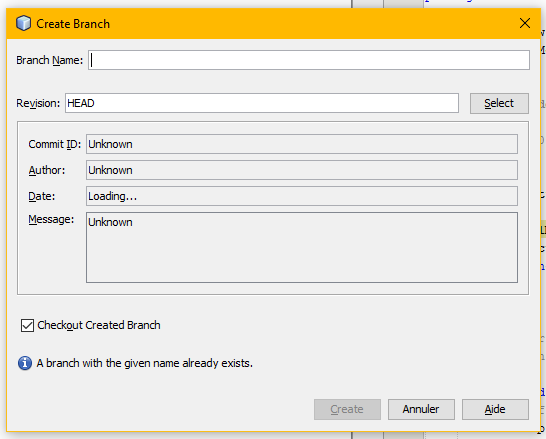 Create Branch
Branch Name:
Revision: HEAD Select
Commit ID: Unknown
Author: Unknown
Date: Loading...
Message: Unknown
Checkout Created Branch
A branch with the given name already exists.
Create Annuler Aide